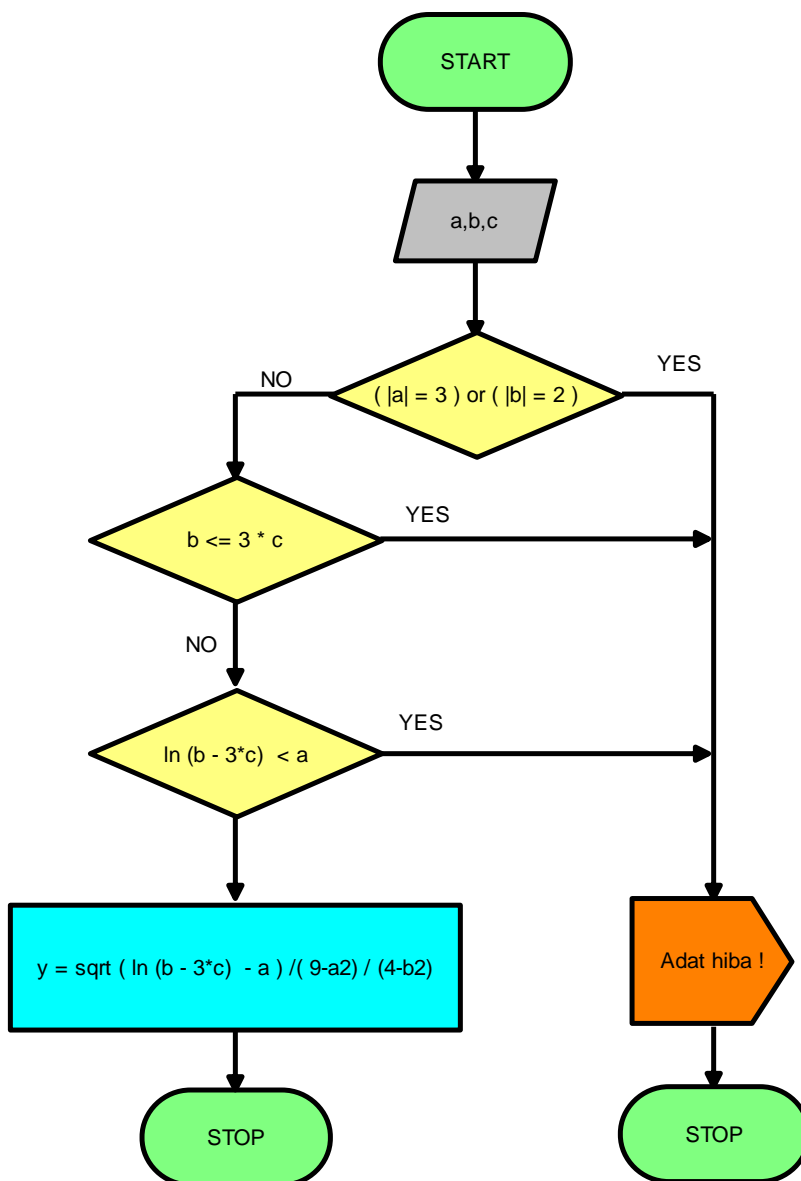 START
a,b,c
NO
YES
( |a| = 3 ) or ( |b| = 2 )
YES
b <= 3 * c
NO
YES
ln (b - 3*c)  < a
y = sqrt ( ln (b - 3*c)  - a ) /( 9-a2) / (4-b2)
Adat hiba !
STOP
STOP